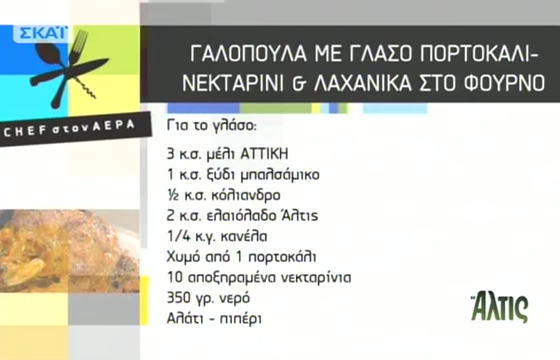 ΣΚΑΪ
ΓΑΛΟΠΟΥΛΑ ΜΕ ΓΛΑΣΟ ΠΟΡΤΟΚΑΛΙ-
ΝΕΚΤΑΡΙΝΙ & ΛΑΧΑΝΙΚΑ ΣΤΟ ΦΟΥΡΝΟ
CHEF στον ΑΕΡΑ
Για το γλάσο:
3 κ.σ. μέλι ΑΤΤΙΚΗ
1 κ.σ. ξύδι μπαλσάμικο
½ κ.σ. κόλιανδρο
2 κ.σ. ελαιόλαδο Άλτις
1/4 κ.γ. κανέλα
Χυμό από 1 πορτοκάλι
10 αποξηραμένα νεκταρίνια
350 γρ. νερό
Αλάτι - πιπέρι
Άλτις